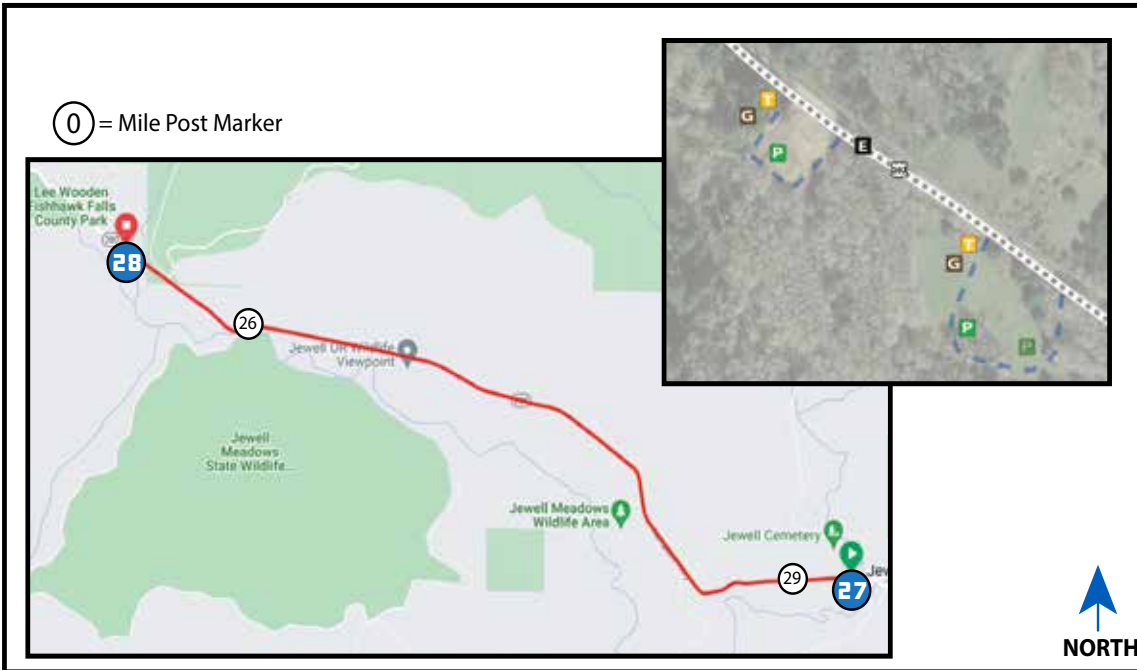 0 = Mile Post Marker
T
G
P
E
T
G
P
P
Lee Wooden
Fishhawk Falls
County Park
28
26
Jewell
Wildlife
Viewpoint
Jewell
Meadows
State Wildlife...
Jewell Meadows
Wildlife Area
Jewell Cemetery
29
27
NORTH